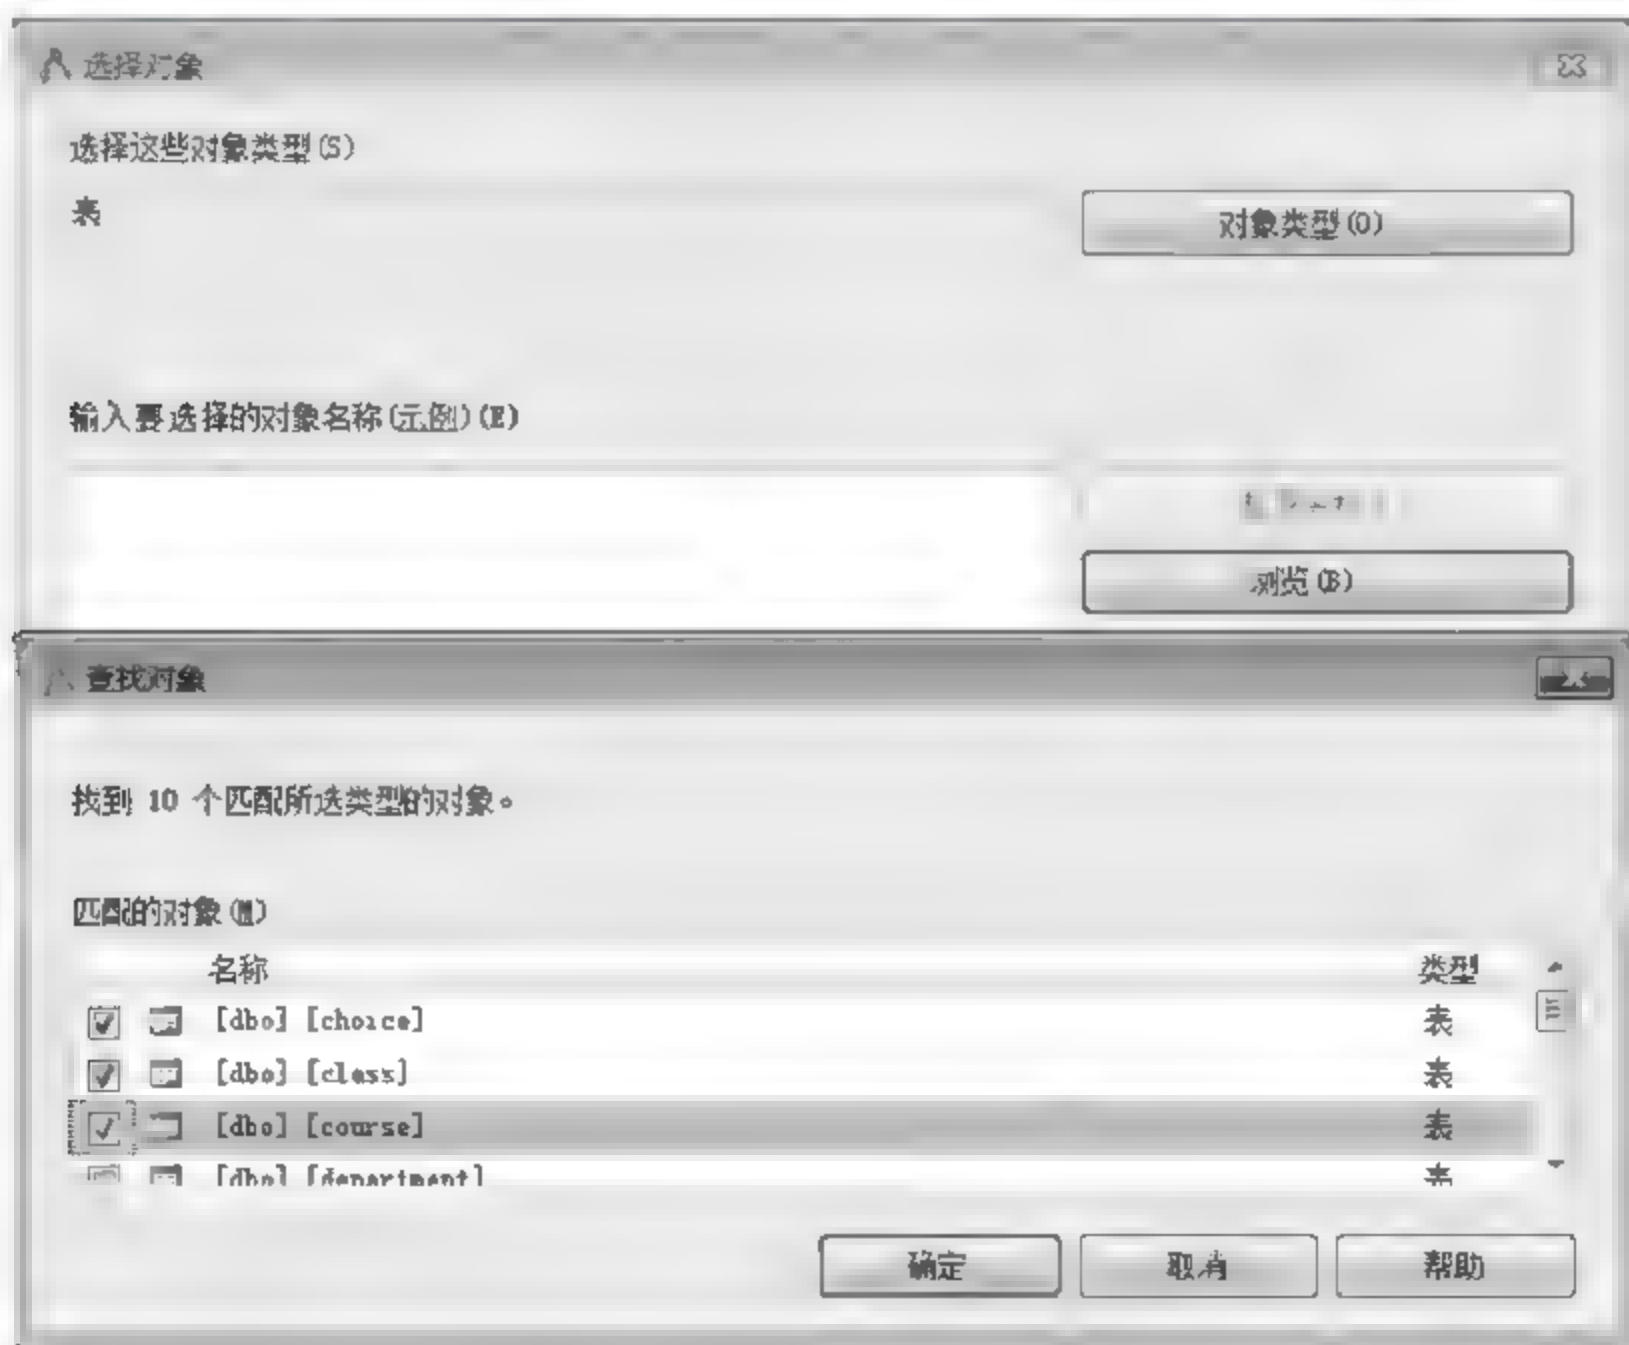 选择对象
选择这些对象类型(S)
表
对象类型(O)
输入要选择的对象名称(示例)(E)
浏览(B)
查找对象
找到 10 个匹配所选类型的对象。
匹配的对象(M)
名称 类型
[dbo] [choice] 表
[dbo] [class] 表
[dbo] [course] 表
[dbo] [department] 表
确定 取消 帮助